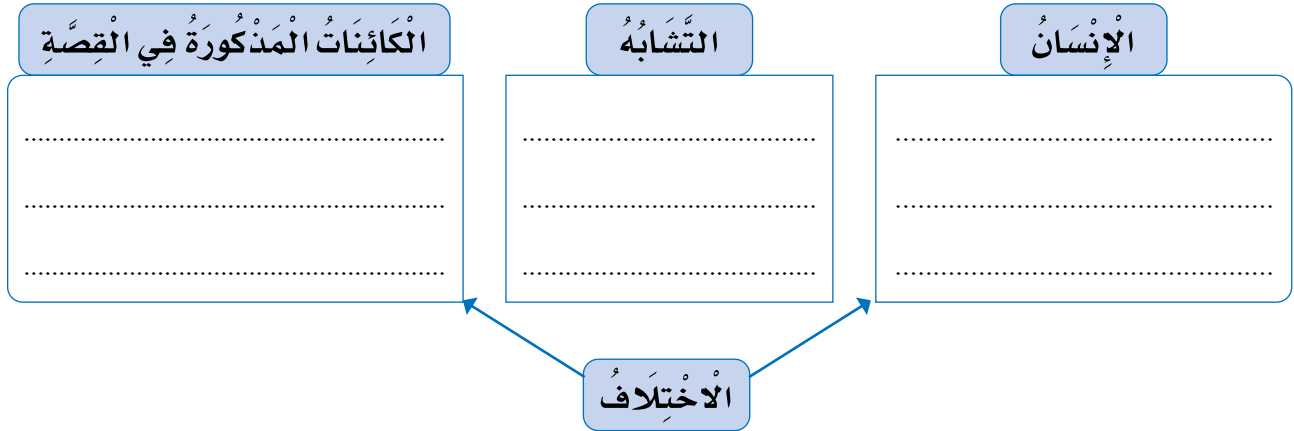 الْإِنْسَانُ
التَّشَابُهُ
الْكَائِنَاتُ الْمَذْكُورَةُ فِي الْقِصَّةِ
الْاخْتِلَافُ